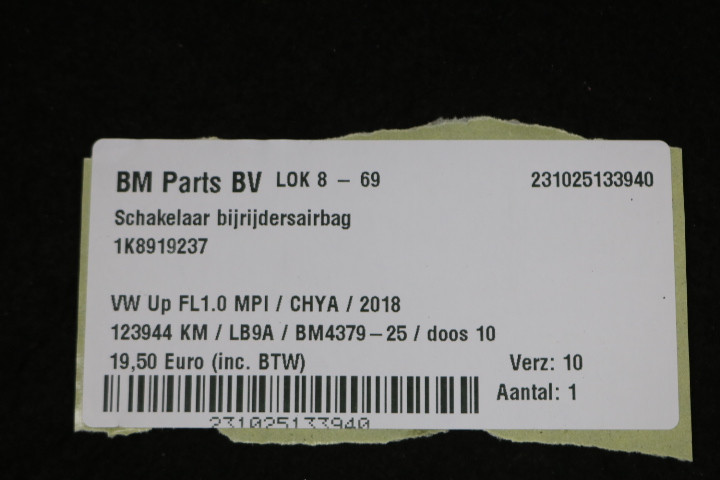 BM Parts BV LOK 8 - 69 231025133940
Schakelaar bijrijdersairbag
1K8919237
VW Up FL1.0 MPI / CHYA / 2018
123944 KM / LB9A / BM4379-25 / doos 10
19,50 Euro (inc. BTW) Verz: 10
Aantal: 1
231025133940